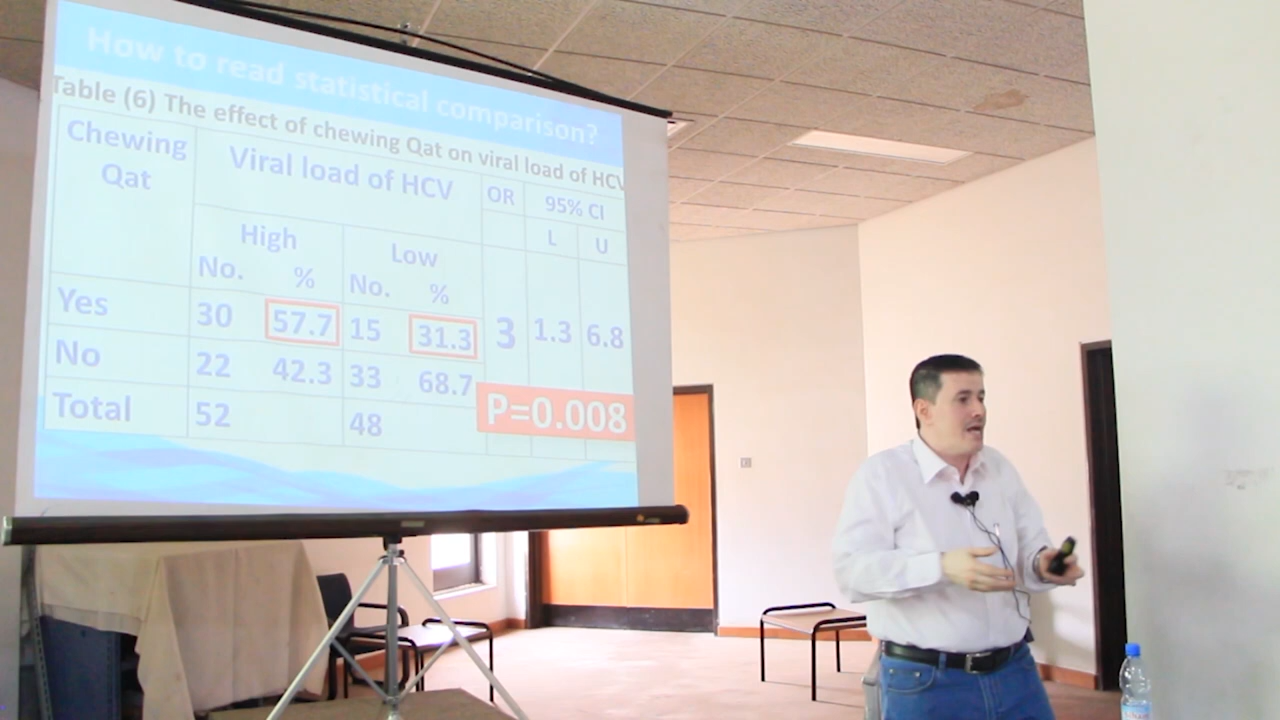 How to read statistical comparison?
Table (6) The effect of chewing Qat on viral load of HCV
Chewing Qat Viral load of HCV OR 95% CI
High Low L U
No. % No. %
Yes 30 57.7 15 31.3 3 1.3 6.8
No 22 42.3 33 68.7
Total 52 48
P=0.008